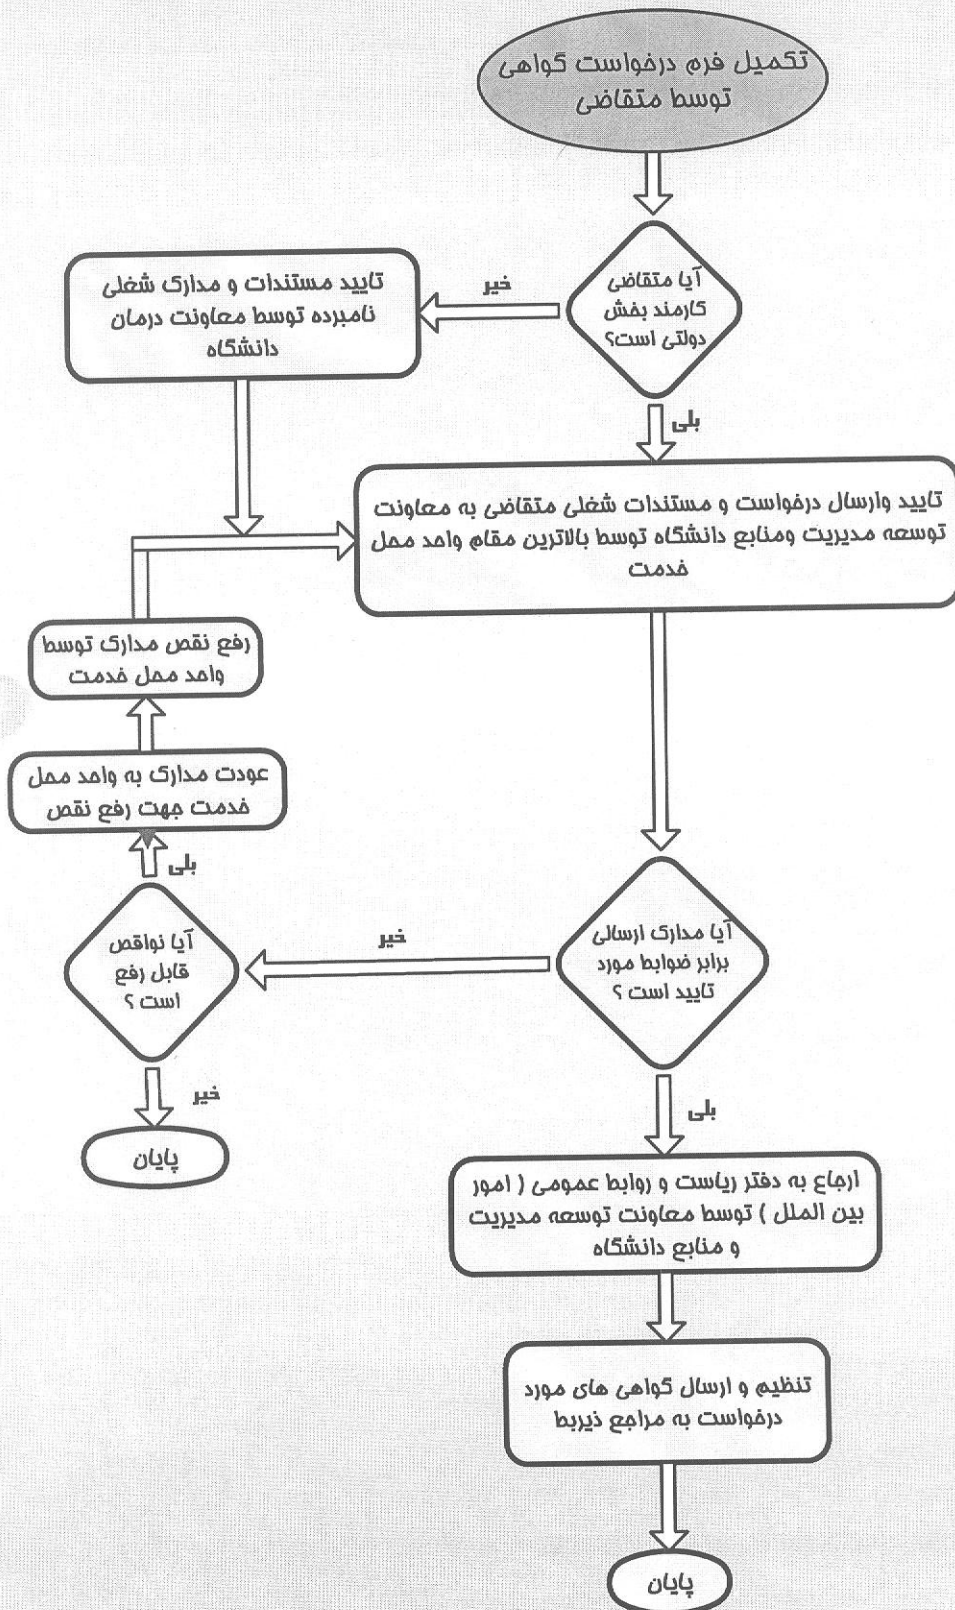 تکمیل فرم درخواست گواهی
توسط متقاضی
آیا متقاضی
کارمند بخش
دولتی است؟
خیر
تایید مستندات و مدارک شغلی
نامبرده توسط معاونت درمان
دانشگاه
بلی
تایید وارسال درخواست و مستندات شغلی متقاضی به معاونت
توسعه مدیریت ومنابع دانشگاه توسط بالاترین مقام واحد محل
خدمت
رفع نقص مدارک توسط
واحد محل خدمت
عودت مدارک به واحد محل
خدمت جهت رفع نقص
بلی
آیا مدارک ارسالی
برابر ضوابط مورد
تایید است ؟
خیر
آیا نواقص
قابل رفع
است ؟
خیر
پایان
بلی
ارجاع به دفتر ریاست و روابط عمومی ( امور
بین الملل ) توسط معاونت توسعه مدیریت
و منابع دانشگاه
تنظیم و ارسال گواهی های مورد
درخواست به مراجع ذیربط
پایان